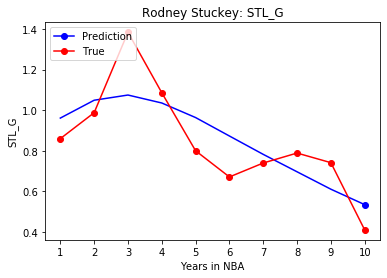 Rodney Stuckey: STL_G
Prediction
True
STL_G
1.4
1.2
1.0
0.8
0.6
0.4
1 2 3 4 5 6 7 8 9 10
Years in NBA